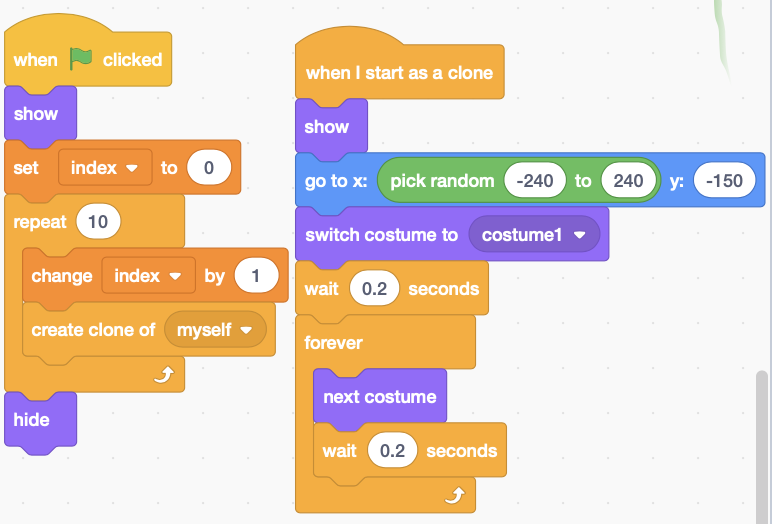 when clicked
show
set index to 0
repeat 10
change index by 1
create clone of myself
hide
when I start as a clone
show
go to x: pick random -240 to 240 y: -150
switch costume to costume1
wait 0.2 seconds
forever
next costume
wait 0.2 seconds